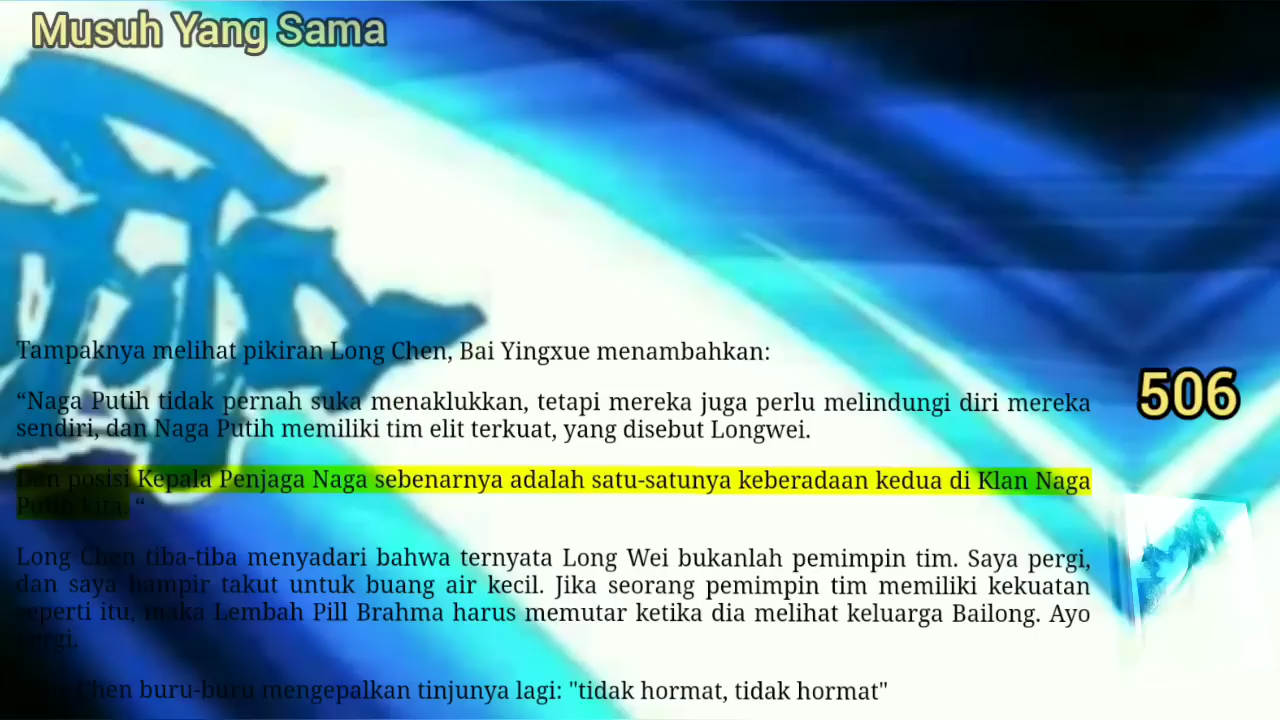 Musuh Yang Sama
Tampaknya melihat pikiran Long Chen, Bai Yingxue menambahkan:
“Naga Putih tidak pernah suka menaklukkan, tetapi mereka juga perlu melindungi diri mereka
sendiri, dan Naga Putih memiliki tim elit terkuat, yang disebut Longwei.
506
Dan posisi Kepala Penjaga Naga sebenarnya adalah satu-satunya keberadaan kedua di Klan Naga
Putih kita. “
Long Chen tiba-tiba menyadari bahwa ternyata Long Wei bukanlah pemimpin tim. Saya pergi,
dan saya hampir takut untuk buang air kecil. Jika seorang pemimpin tim memiliki kekuatan
seperti itu, maka Lembah Pill Brahma harus memutar ketika dia melihat keluarga Bailong. Ayo
pergi.
Chen buru-buru mengepalkan tinjunya lagi: "tidak hormat, tidak hormat"